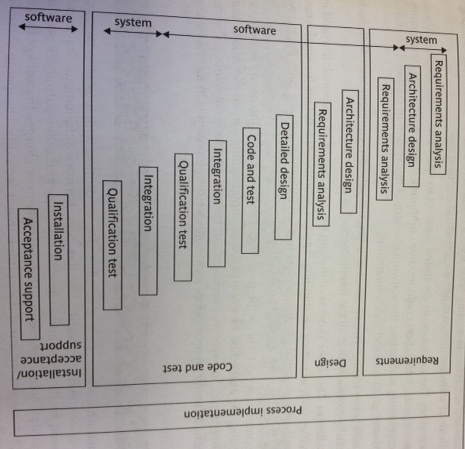 software
system
software
system
Requirements analysis
Architecture design
Requirements analysis
Architecture design
Requirements analysis
Detailed design
Code and test
Integration
Qualification test
Integration
Qualification test
Installation
Acceptance support
Requirements
Design
Code and test
Installation/
acceptance
support
Process implementation